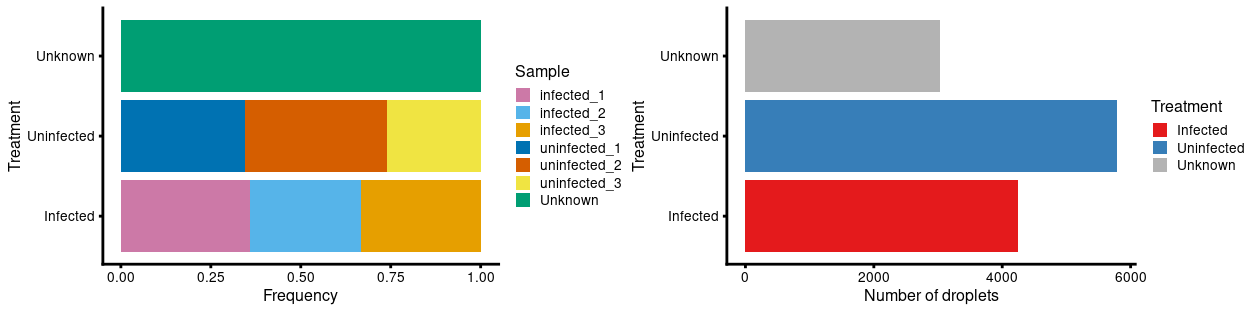 Treatment
Unknown
Uninfected
Infected
0.00 0.25 0.50 0.75 1.00
Frequency
Sample
infected_1
infected_2
infected_3
uninfected_1
uninfected_2
uninfected_3
Unknown
Treatment
Unknown
Uninfected
Infected
0 2000 4000 6000
Number of droplets
Treatment
Infected
Uninfected
Unknown